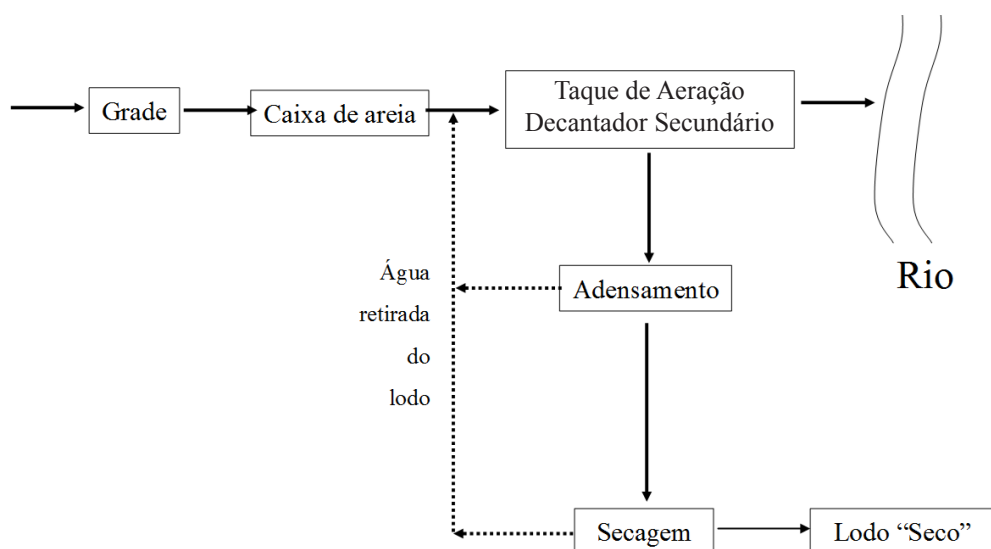 Grade
Caixa de areia
Taque de Aeração
Decantador Secundário
Rio
Água
retirada
do
lodo
Adensamento
Secagem
Lodo “Seco”